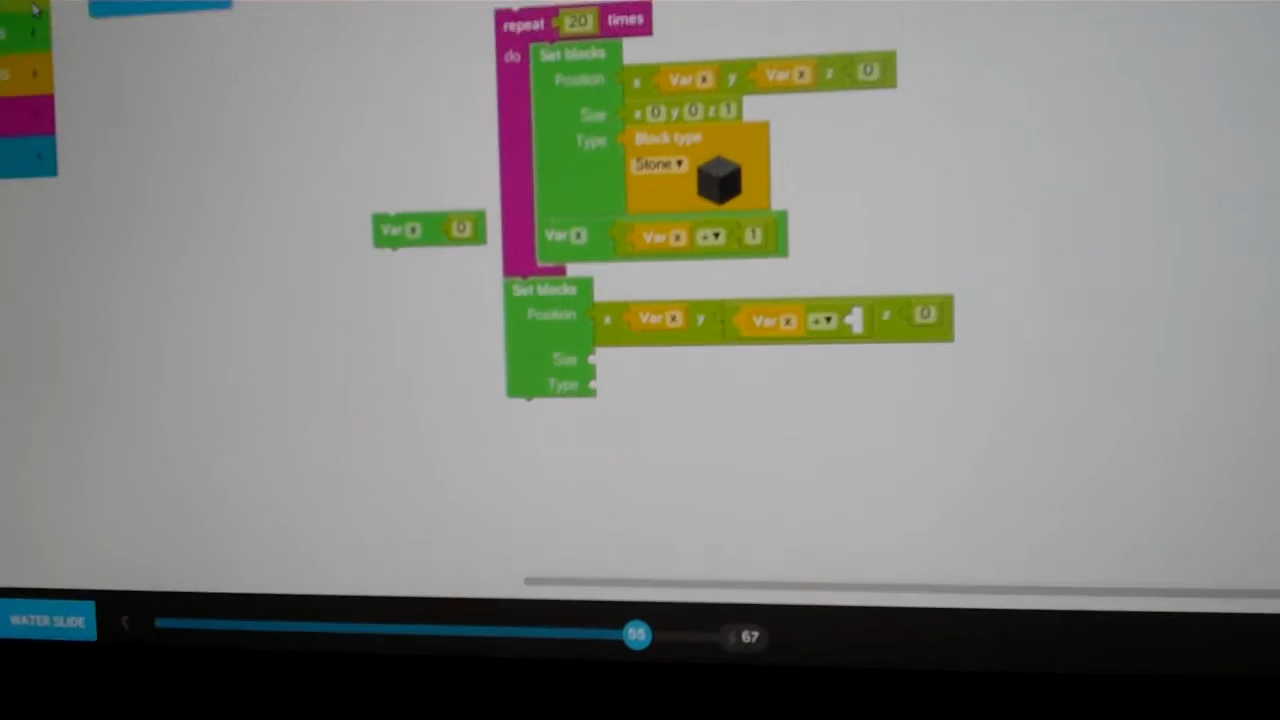 repeat 20 times
do Set blocks
Position x Var x y Var x z 0
Size x 0 y 0 z 1
Type Block type
Stone ▾
Var x 0
Var x Var x ▾ 1
Set blocks
Position x Var x y Var x ▾ z 0
Size
Type
WATER SLIDE 55 67